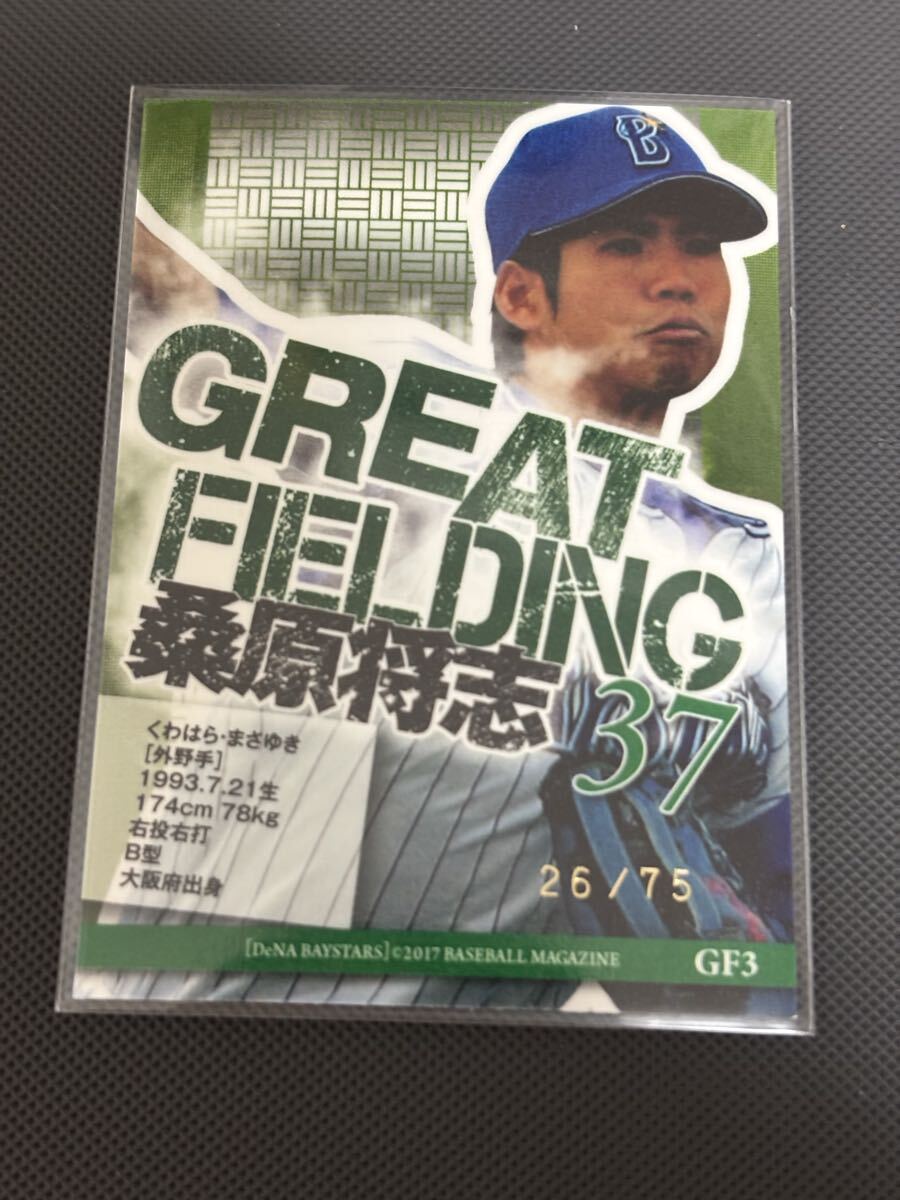 B
GREAT
FIELDING
桑原将志
37
くわはら・まさゆき
[外野手]
1993.7.21生
174cm 78kg
右投右打
B型
大阪府出身
26/75
[DeNA BAYSTARS]©2017 BASEBALL MAGAZINE
GF3